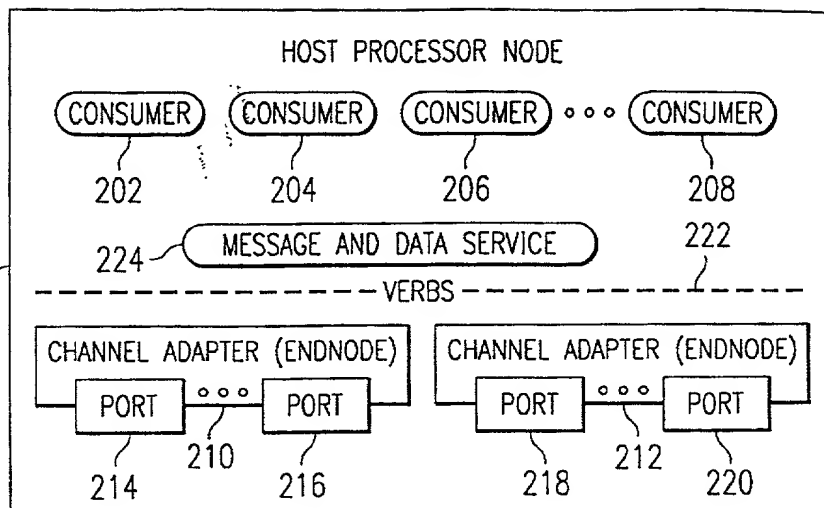 HOST PROCESSOR NODE
CONSUMER CONSUMER CONSUMER CONSUMER
202 204 206 208
224 MESSAGE AND DATA SERVICE 222
VERBS
CHANNEL ADAPTER (ENDNODE) CHANNEL ADAPTER (ENDNODE)
PORT PORT PORT PORT
214 210 216 218 212 220